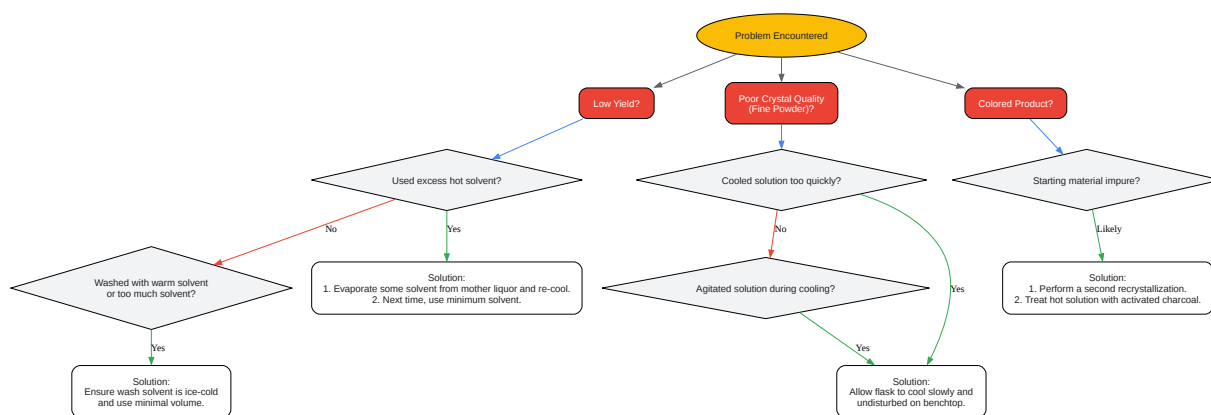 Problem Encountered
Low Yield?
Poor Crystal Quality
(Fine Powder)?
Colored Product?
Used excess hot solvent?
Cooled solution too quickly?
Starting material impure?
No
Yes
No
Likely
Washed with warm solvent
or too much solvent?
Solution:
1. Evaporate some solvent from mother liquor and re-cool.
2. Next time, use minimum solvent.
Agitated solution during cooling?
Yes
Solution:
1. Perform a second recrystallization.
2. Treat hot solution with activated charcoal.
Yes
Yes
Solution:
Ensure wash solvent is ice-cold
and use minimal volume.
Solution:
Allow flask to cool slowly and
undisturbed on benchtop.